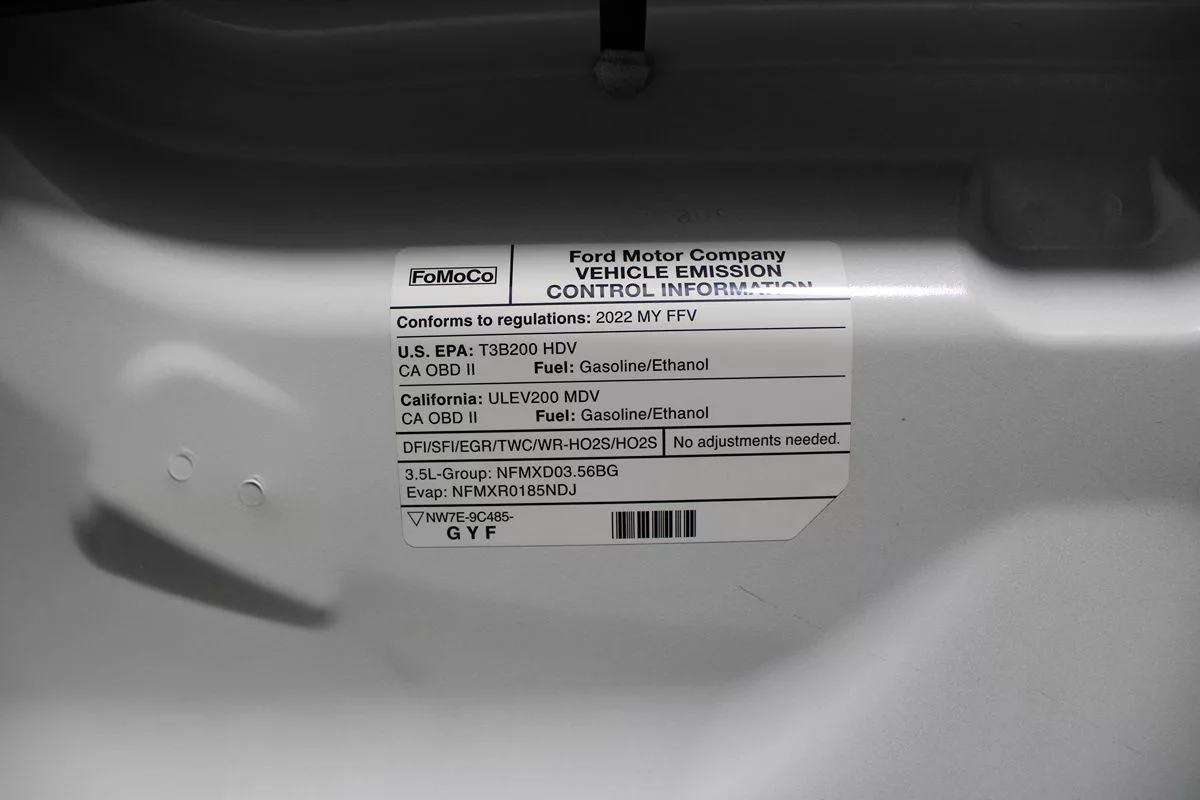 FoMoCo
Ford Motor Company
VEHICLE EMISSION
CONTROL INFORMATION
Conforms to regulations: 2022 MY FFV
U.S. EPA: T3B200 HDV
CA OBD II Fuel: Gasoline/Ethanol
California: ULEV200 MDV
CA OBD II Fuel: Gasoline/Ethanol
DFI/SFI/EGR/TWC/WR-HO2S/HO2S No adjustments needed.
3.5L-Group: NFMXD03.56BG
Evap: NFMXR0185NDJ
NW7E-9C485-
G Y F